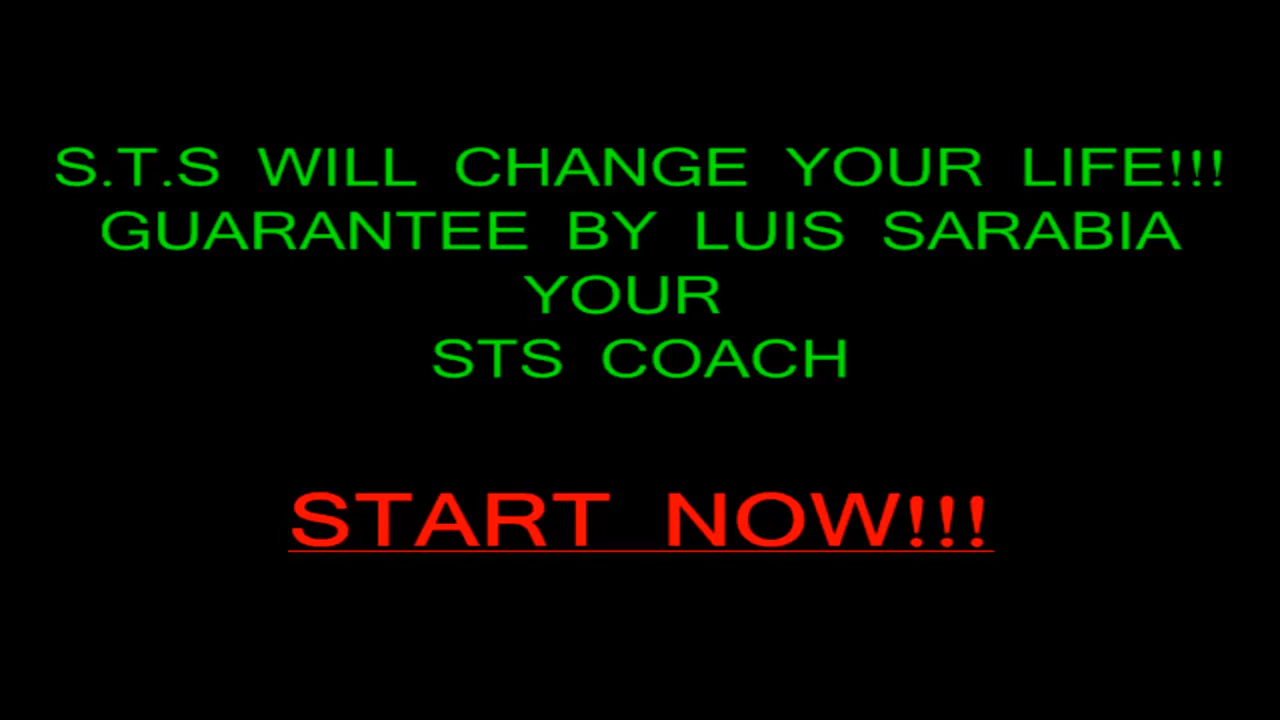 S.T.S WILL CHANGE YOUR LIFE!!!
GUARANTEE BY LUIS SARABIA
YOUR
STS COACH
START NOW!!!